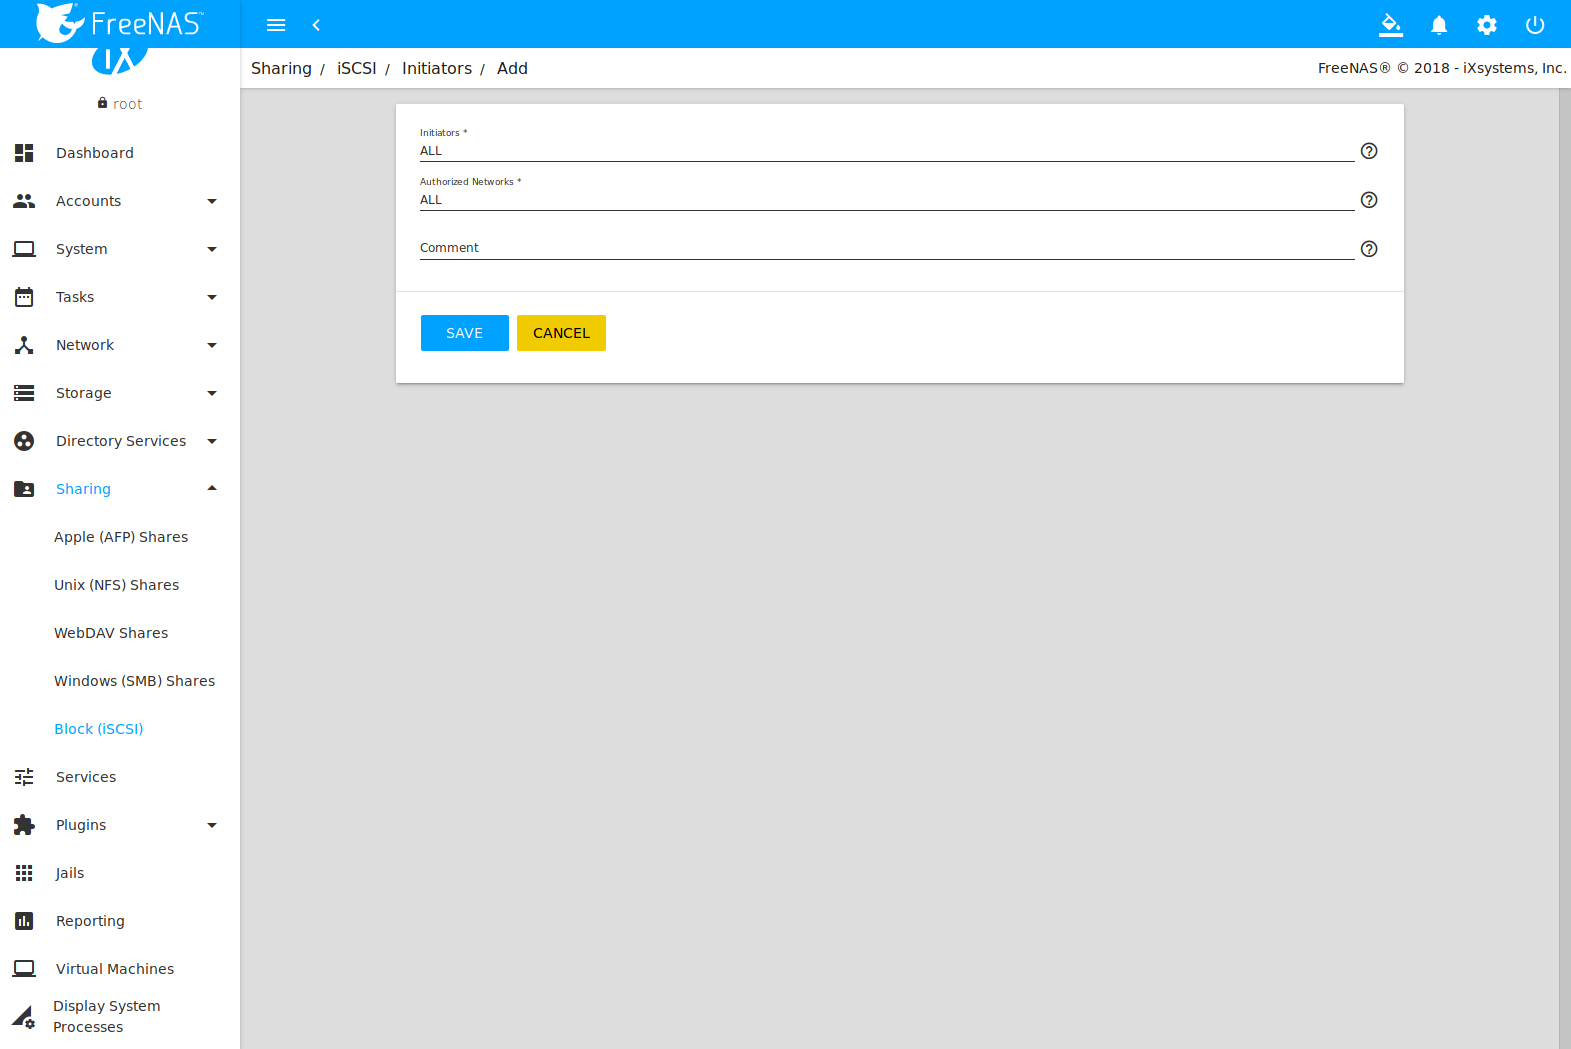 FreeNAS™
iX
root
Dashboard
Accounts
System
Tasks
Network
Storage
Directory Services
Sharing
Apple (AFP) Shares
Unix (NFS) Shares
WebDAV Shares
Windows (SMB) Shares
Block (iSCSI)
Services
Plugins
Jails
Reporting
Virtual Machines
Display System
Processes
Sharing / iSCSI / Initiators / Add
FreeNAS® © 2018 - iXsystems, Inc.
Initiators *
ALL
Authorized Networks *
ALL
Comment
SAVE CANCEL